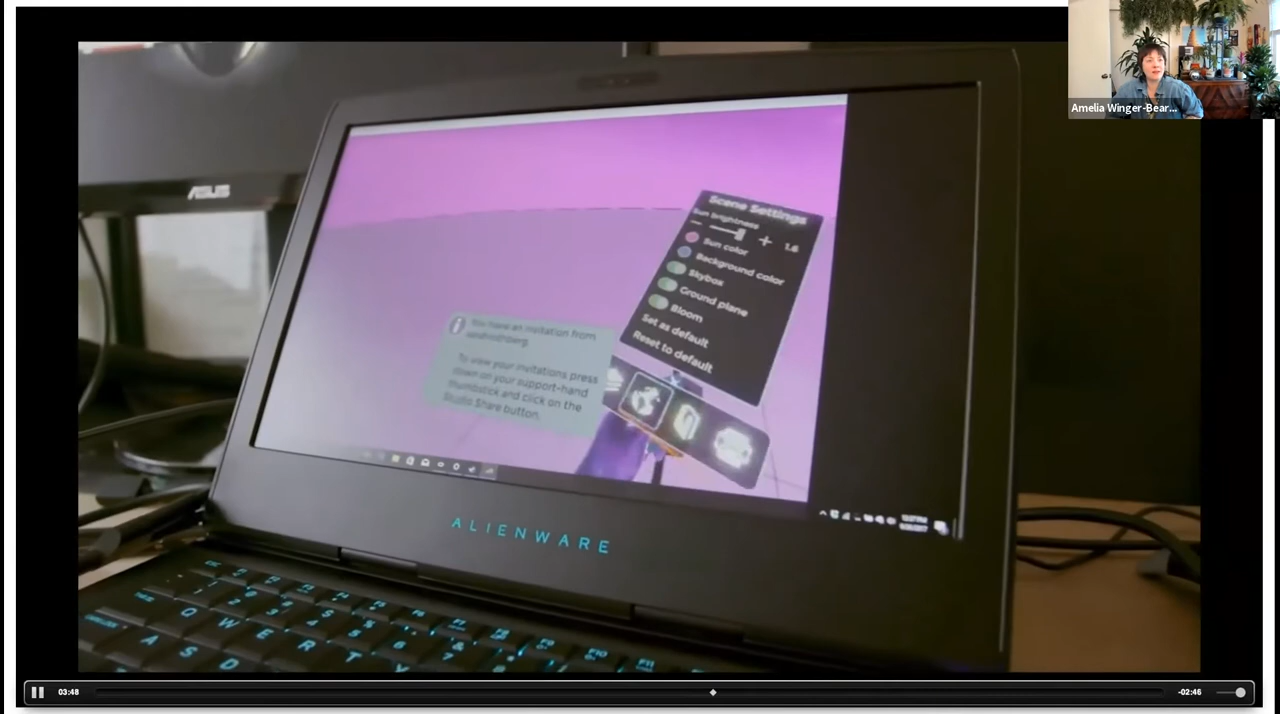 Amelia Winger-Bear...
ASUS
Scene Settings
Sun brightness
1.6
Sun color
Background color
Skybox
Ground plane
Bloom
Set as default
Reset to default
You have an invitation from
To view your invitations press
down on your support-hand
thumbstick and click on the
Studio Share button.
ALIENWARE
Q W E R T Y
A S D
03:48
-02:46